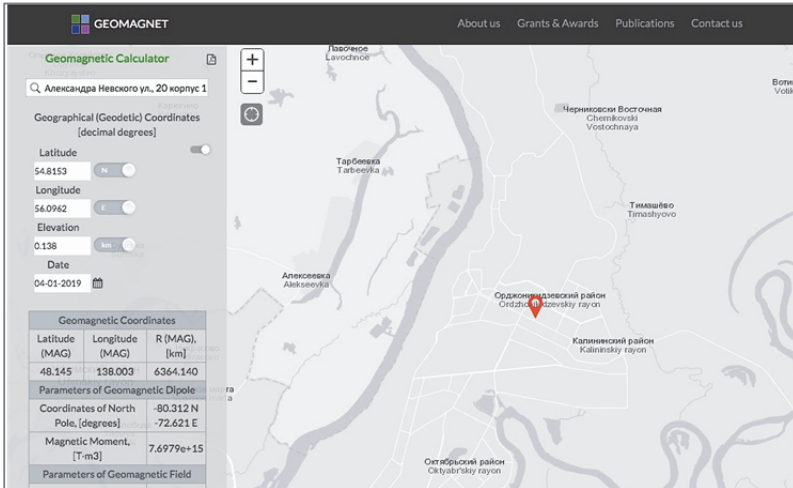 GEOMAGNET
About us Grants & Awards Publications Contact us
Geomagnetic Calculator
Александра Невского ул., 20 корпус 1
Geographical (Geodetic) Coordinates
[decimal degrees]
Latitude
54.8153 N
Longitude
56.0962 E
Elevation
0.138 km
Date
04-01-2019
Geomagnetic Coordinates
Latitude (MAG) Longitude (MAG) R (MAG), [km]
48.145 138.003 6364.140
Parameters of Geomagnetic Dipole
Coordinates of North Pole, [degrees] -80.312 N -72.621 E
Magnetic Moment, [T·m3] 7.6979e+15
Parameters of Geomagnetic Field
+
−
Лавочное
Lavochnoe
Черниковски Восточная
Chernikovski
Vostochnaya
Тарбеевка
Tarbeevka
Тимашёво
Timashyovo
Алексеевка
Alekseevka
Орджоникидзевский район
Ordzhonikidzevskiy rayon
Калининский район
Kalininskiy rayon
Октябрьский район
Oktyabr'skiy rayon